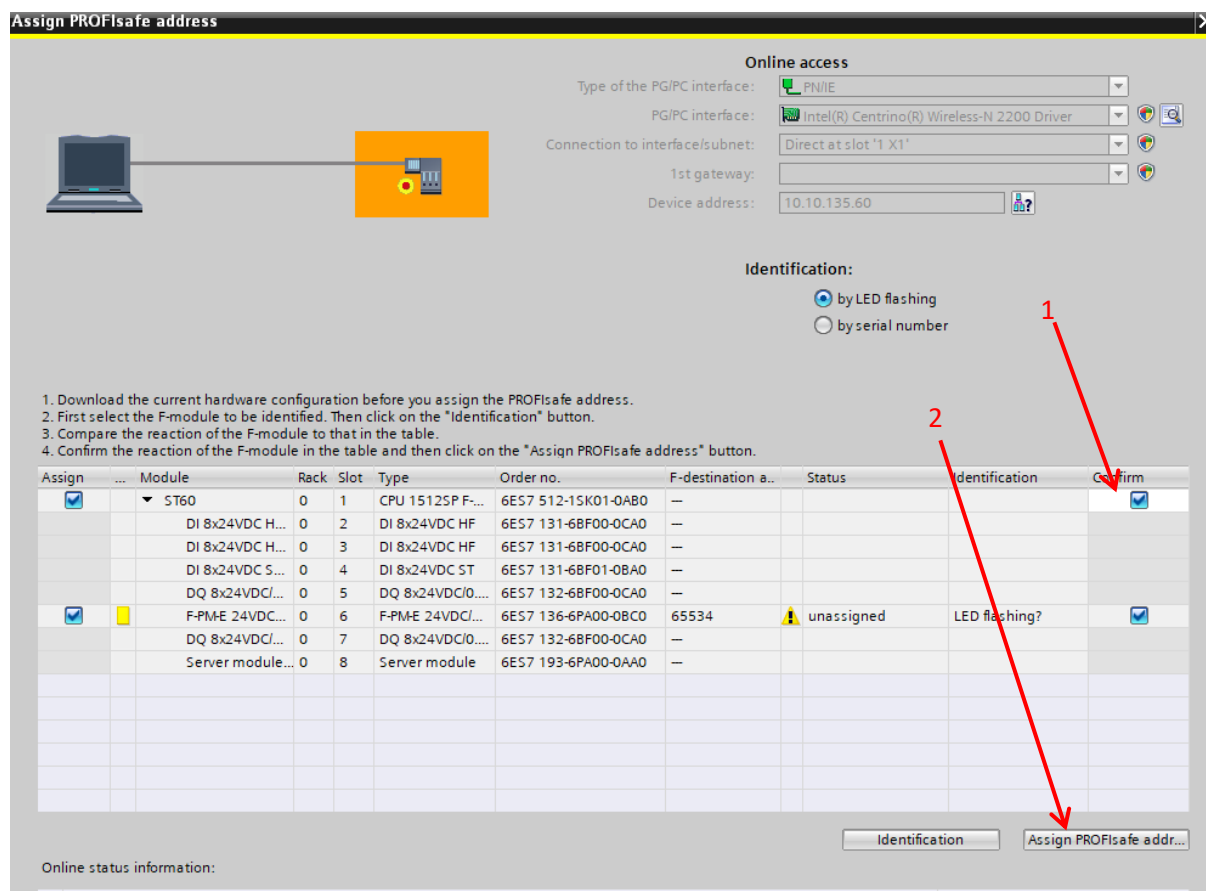 Assign PROFIsafe address
Online access
Type of the PG/PC interface: PN/IE
PG/PC interface: Intel(R) Centrino(R) Wireless-N 2200 Driver
Connection to interface/subnet: Direct at slot '1 X1'
1st gateway:
Device address: 10.10.135.60
Identification:
by LED flashing
by serial number
1
1. Download the current hardware configuration before you assign the PROFIsafe address.
2. First select the F-module to be identified. Then click on the "Identification" button.
3. Compare the reaction of the F-module to that in the table.
4. Confirm the reaction of the F-module in the table and then click on the "Assign PROFIsafe address" button.
2
Assign ... Module Rack Slot Type Order no. F-destination a.. Status Identification Confirm
ST60 0 1 CPU 1512SP F-... 6ES7 512-1SK01-0AB0 —
DI 8x24VDC H... 0 2 DI 8x24VDC HF 6ES7 131-6BF00-0CA0 —
DI 8x24VDC H... 0 3 DI 8x24VDC HF 6ES7 131-6BF00-0CA0 —
DI 8x24VDC S... 0 4 DI 8x24VDC ST 6ES7 131-6BF01-0BA0 —
DQ 8x24VDC/... 0 5 DQ 8x24VDC/0.... 6ES7 132-6BF00-0CA0 —
F-PM-E 24VDC... 0 6 F-PM-E 24VDC/... 6ES7 136-6PA00-0BC0 65534 unassigned LED flashing?
DQ 8x24VDC/... 0 7 DQ 8x24VDC/0.... 6ES7 132-6BF00-0CA0 —
Server module... 0 8 Server module 6ES7 193-6PA00-0AA0 —
Identification Assign PROFIsafe addr...
Online status information: